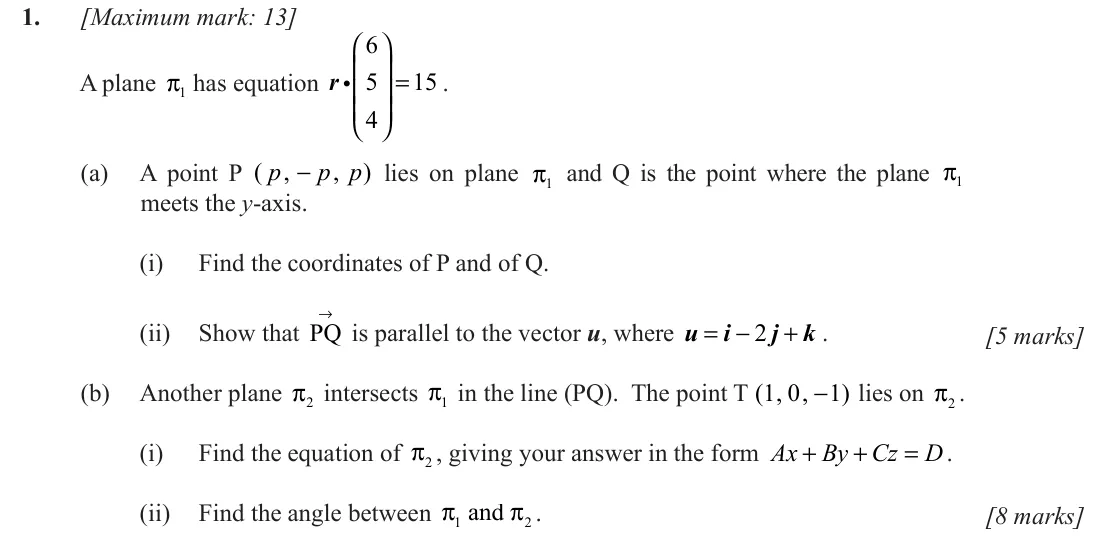 1. [Maximum mark: 13]
A plane π₁ has equation r•(6 5 4)=15 .
(a) A point P (p, −p, p) lies on plane π₁ and Q is the point where the plane π₁
meets the y-axis.
(i) Find the coordinates of P and of Q.
(ii) Show that →PQ is parallel to the vector u, where u = i − 2j + k . [5 marks]
(b) Another plane π₂ intersects π₁ in the line (PQ). The point T (1, 0, −1) lies on π₂ .
(i) Find the equation of π₂ , giving your answer in the form Ax + By + Cz = D .
(ii) Find the angle between π₁ and π₂ . [8 marks]